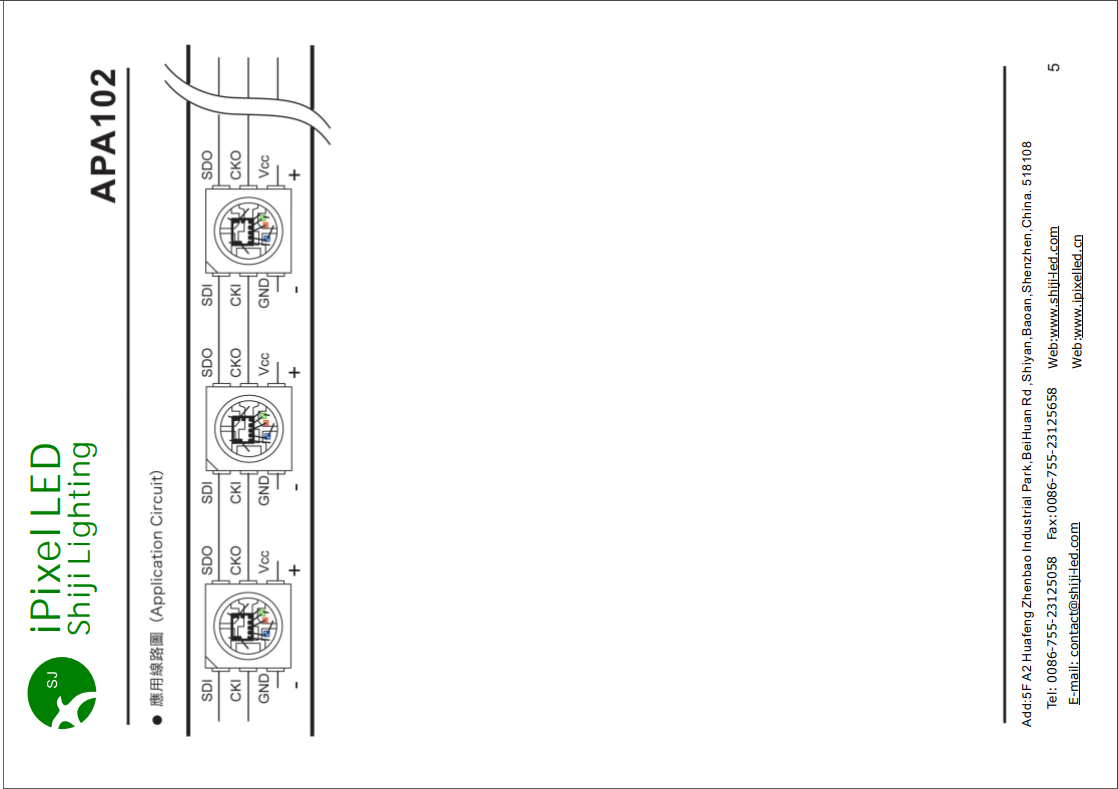 SJ
iPixel LED
Shiji Lighting
APA102
● 應用線路圖（Application Circuit）
SDI SDO SDI SDO SDI SDO
CKI CKO CKI CKO CKI CKO
GND Vcc GND Vcc GND Vcc
- + - + - +
Add:5F A2 Huafeng Zhenbao Industrial Park,BeiHuan Rd ,Shiyan,Baoan,Shenzhen,China. 518108
Tel: 0086-755-23125058 Fax:0086-755-23125658 Web:www.shiji-led.com
E-mail: contact@shiji-led.com Web:www.ipixelled.cn
5